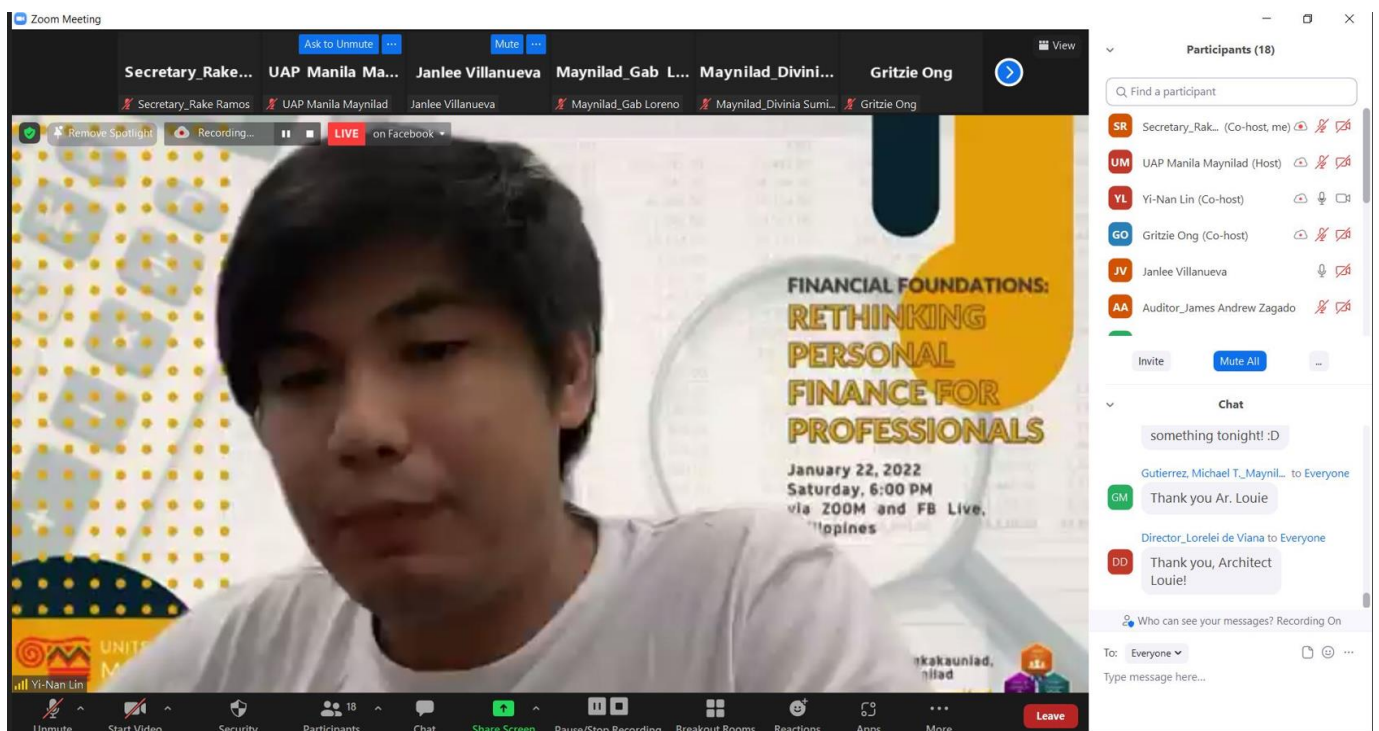 Zoom Meeting
Ask to Unmute ... Mute ...
View
Secretary_Rake... UAP Manila Ma... Janlee Villanueva Maynilad_Gab L... Maynilad_Divini... Gritzie Ong
Secretary_Rake Ramos UAP Manila Maynilad Janlee Villanueva Maynilad_Gab Loreno Maynilad_Divinia Sumi... Gritzie Ong
Remove Spotlight Recording... LIVE on Facebook
FINANCIAL FOUNDATIONS:
RETHINKING
PERSONAL
FINANCE FOR
PROFESSIONALS
January 22, 2022
Saturday, 6:00 PM
via ZOOM and FB Live,
UNITE
Yi-Nan Lin
Unmute Start Video Security Participants 18 Chat Share Screen Pause/Stop Recording Breakout Rooms Reactions Apps More Leave
Participants (18)
Find a participant
SR Secretary_Rak... (Co-host, me)
UM UAP Manila Maynilad (Host)
YL Yi-Nan Lin (Co-host)
GO Gritzie Ong (Co-host)
JV Janlee Villanueva
AA Auditor_James Andrew Zagado
Invite Mute All ...
Chat
something tonight! :D
Gutierrez, Michael T._Maynil... to Everyone
GM Thank you Ar. Louie
Director_Lorelei de Viana to Everyone
DD Thank you, Architect
Louie!
Who can see your messages? Recording On
To: Everyone
Type message here...